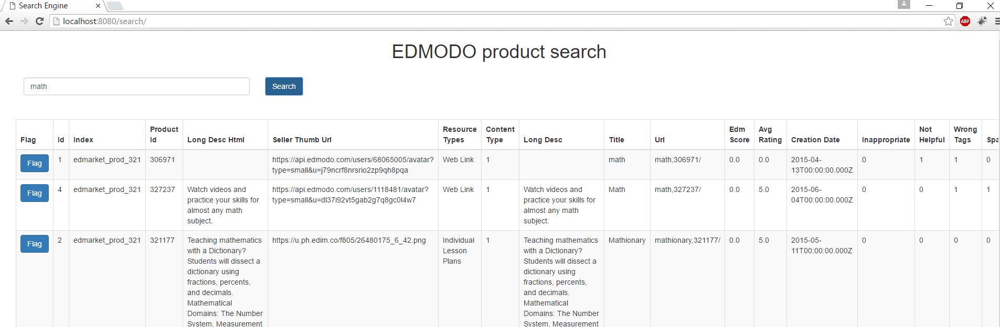 Search Engine
localhost:8080/search/
ABP
EDMODO product search
math
Search
Flag Id Index Product Id Long Desc Html Seller Thumb Url Resource Types Content Type Long Desc Title Url Edm Score Avg Rating Creation Date Inappropriate Not Helpful Wrong Tags
Flag 1 edmarket_prod_321 306971 https://api.edmodo.com/users/68065005/avatar? Web Link 1 math math,306971/ 0.0 0.0 2015-04- 0 1 1 0
type=small&u=j79ncrf8nrsrio2zp9qh8pqa 13T00:00:00.000Z
Flag 4 edmarket_prod_321 327237 Watch videos and https://api.edmodo.com/users/1118481/avatar? Web Link 1 Watch videos and Math math,327237/ 0.0 5.0 2015-06- 0 0 1 1
practice your skills for type=small&u=dl37i92vt5gab2g7q8gc0l4w7 practice your skills for 04T00:00:00.000Z
almost any math almost any math
subject. subject.
Flag 2 edmarket_prod_321 321177 Teaching mathematics https://u.ph.edim.co/f805/26480175_6_42.png Individual 1 Teaching mathematics Mathionary mathionary,321177/ 0.0 5.0 2015-05- 0 0 0 0
with a Dictionary? Lesson with a Dictionary? 11T00:00:00.000Z
Students will dissect a Plans Students will dissect a
dictionary using dictionary using
fractions, percents, fractions, percents,
and decimals. and decimals.
Mathematical Mathematical
Domains: The Number Domains: The Number
System, Measurement System, Measurement